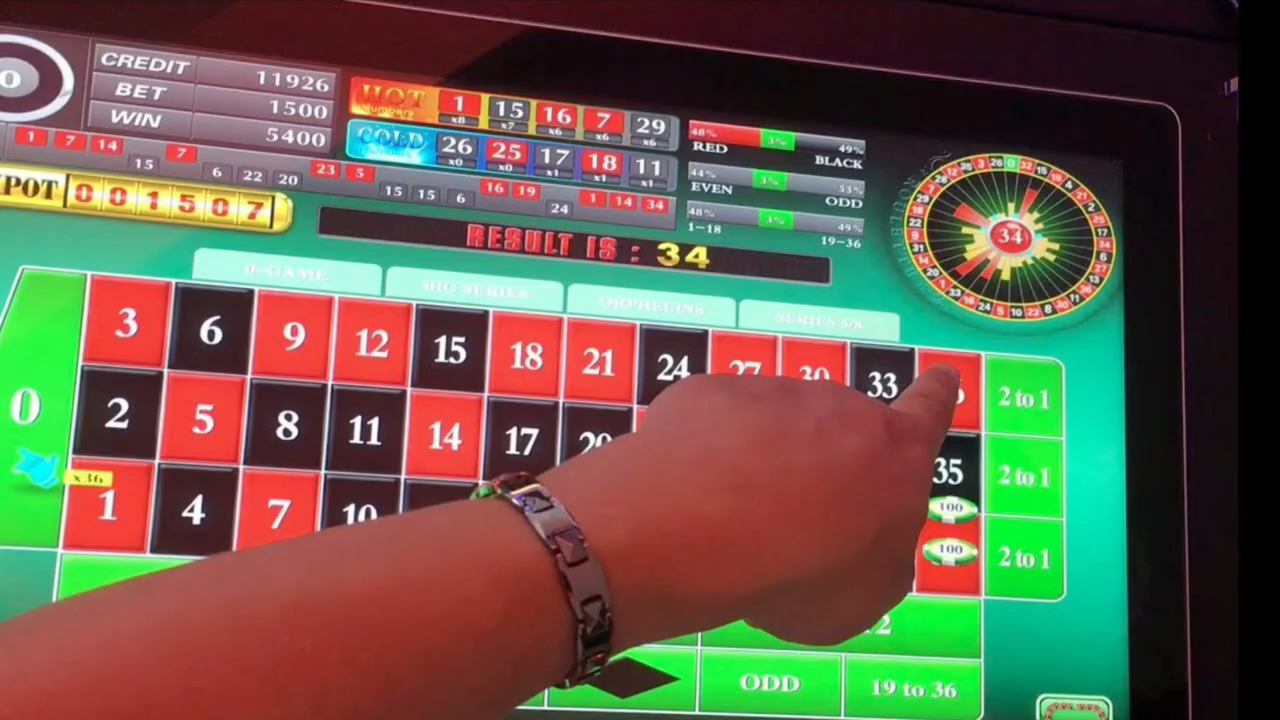 0
CREDIT 11926
BET 1500
WIN 5400
HOT 1 15 16 7 29
Numbers x8 x7 x6 x6 x6
COLD 26 25 17 18 11
x0 x0 x1 x1 x1
48% 3% 49%
RED BLACK
44% 3% 53%
EVEN ODD
48% 3% 49%
1-18 19-36
1 7 14 7 23 5 16 19 1 14 34
15 6 22 20 15 15 6 24
POT 001507
RESULT IS : 34
34
0-GAME BIG SERIES ORPHELINS SERIES 5/8
3 6 9 12 15 18 21 24 27 30 33 2 to 1
0 2 5 8 11 14 17 20 35 2 to 1
x36
1 4 7 10 100 2 to 1
100
12
ODD 19 to 36